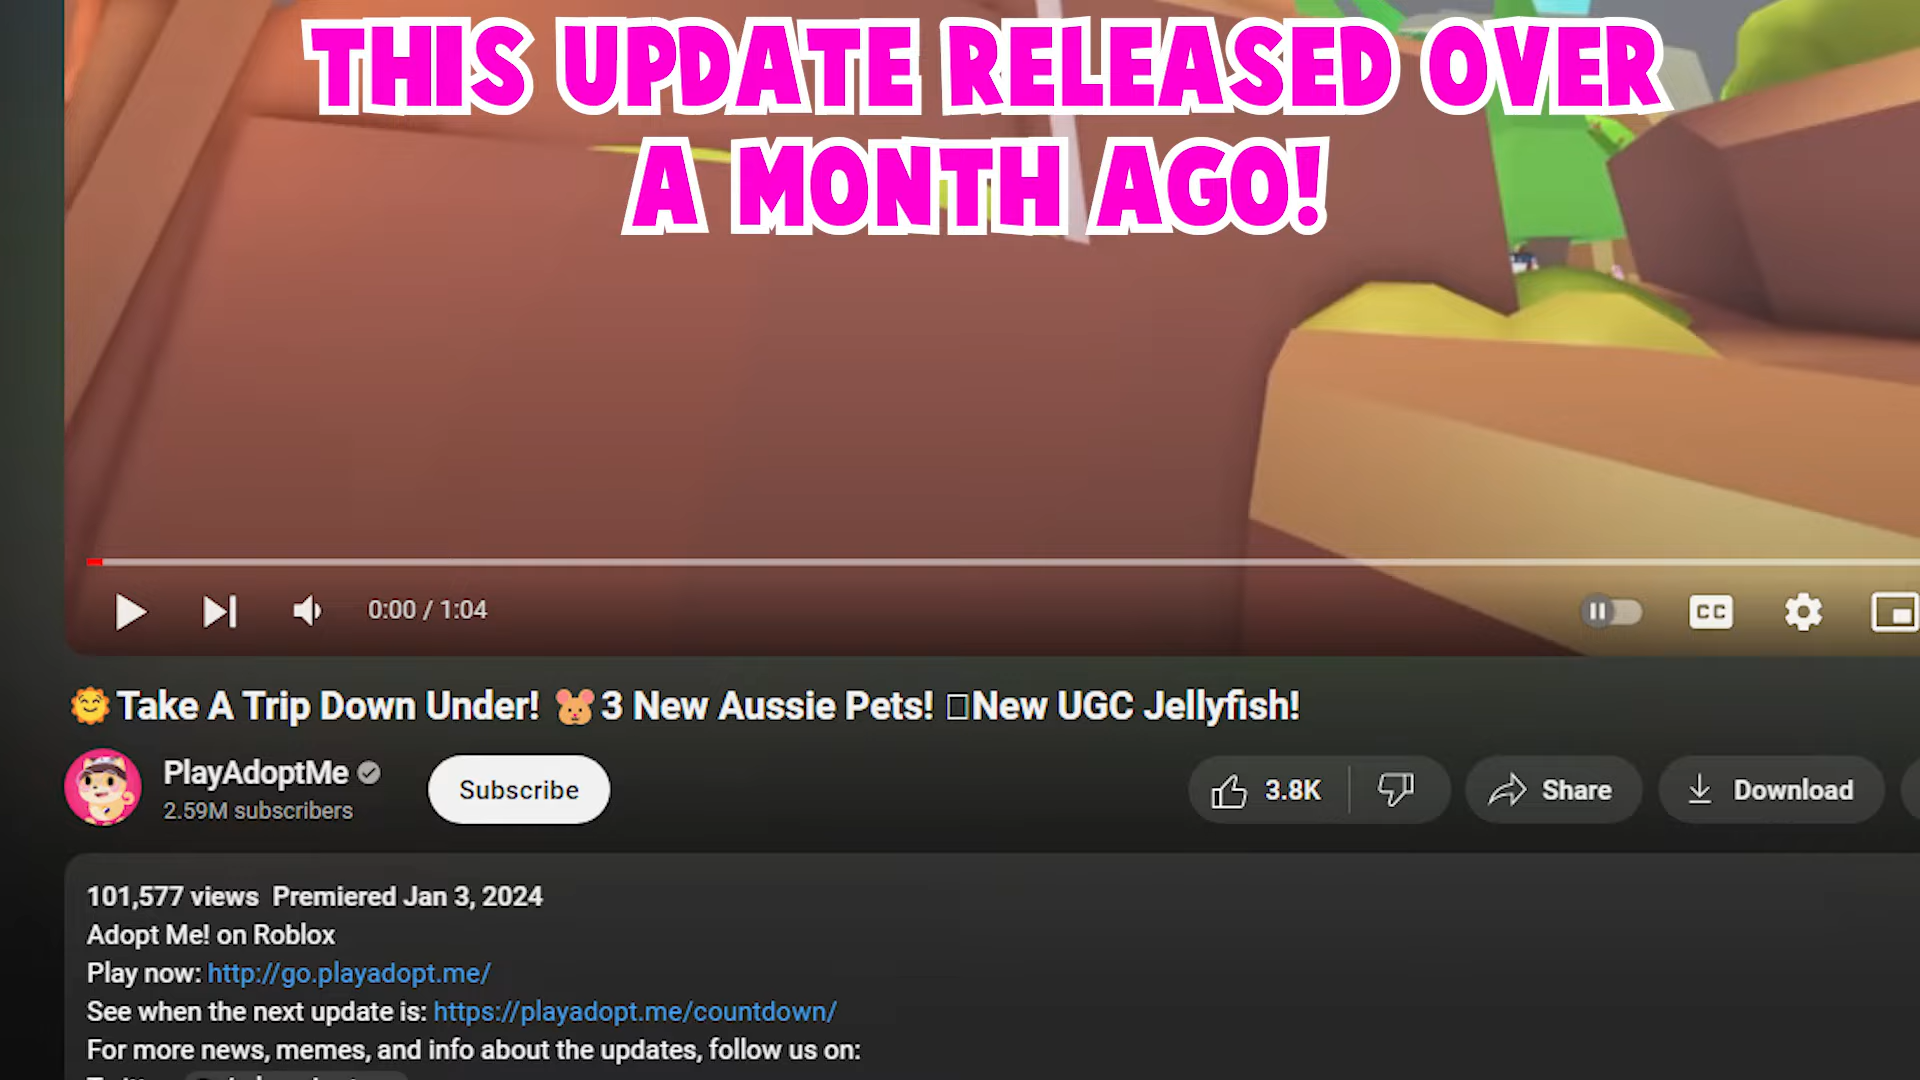 THIS UPDATE RELEASED OVER
A MONTH AGO!
0:00 / 1:04
CC
🌞Take A Trip Down Under! 🐹3 New Aussie Pets! New UGC Jellyfish!
PlayAdoptMe
2.59M subscribers
Subscribe
3.8K
Share
Download
101,577 views Premiered Jan 3, 2024
Adopt Me! on Roblox
Play now: http://go.playadopt.me/
See when the next update is: https://playadopt.me/countdown/
For more news, memes, and info about the updates, follow us on: